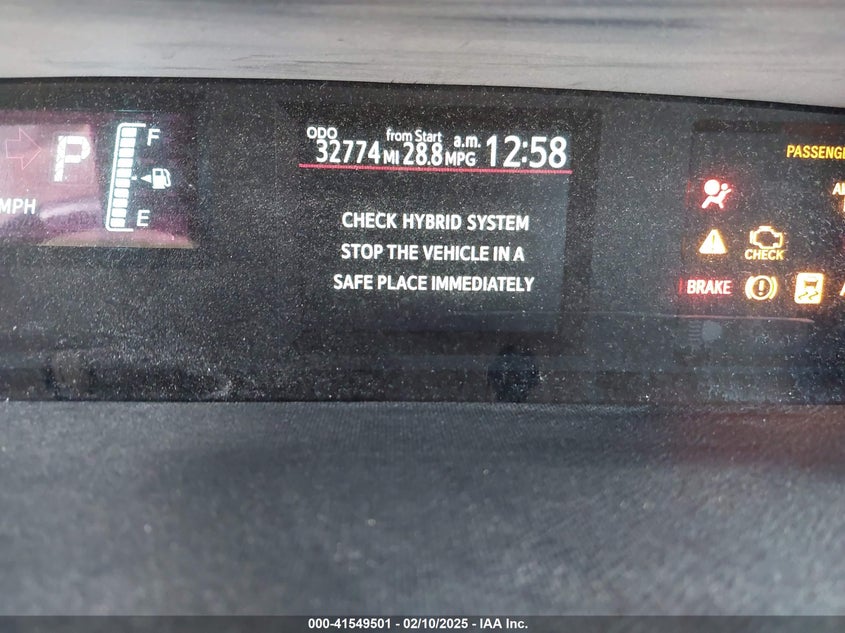 P
F
E
MPH
ODO from Start a.m.
32774 MI 28.8 MPG 12:58
CHECK HYBRID SYSTEM
STOP THE VEHICLE IN A
SAFE PLACE IMMEDIATELY
PASSENG
CHECK
BRAKE
000-41549501 - 02/10/2025 - IAA Inc.